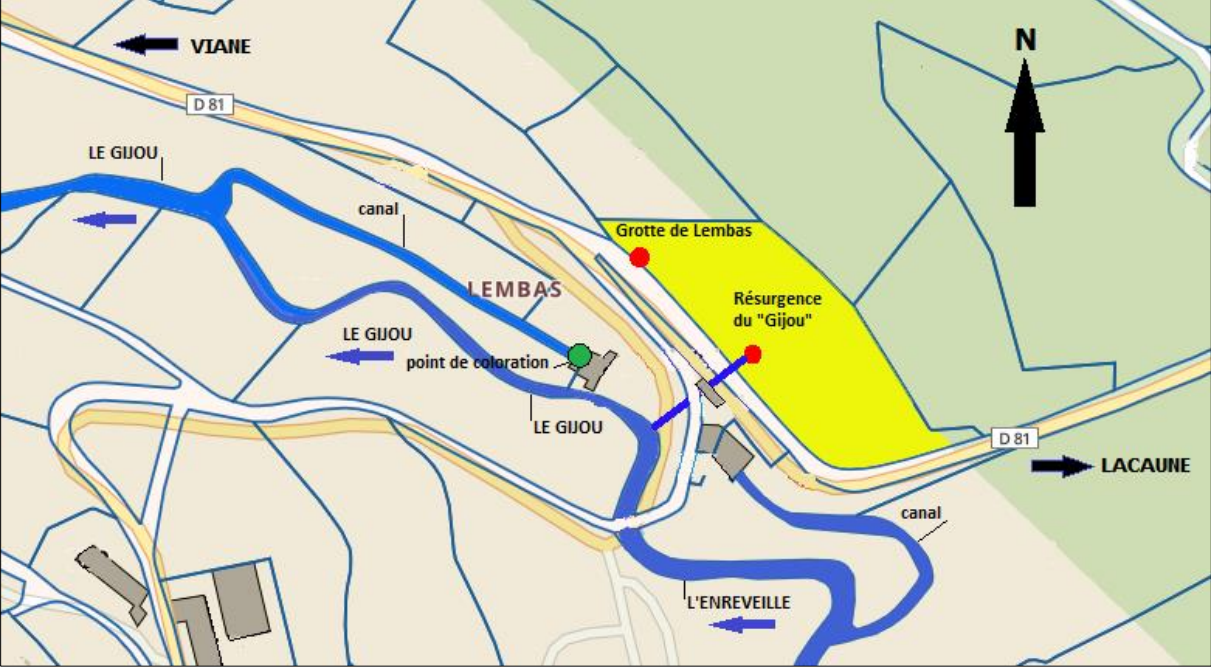 N
VIANE
D 81
LE GIJOU
canal
Grotte de Lembas
LEMBAS
Résurgence
du "Gijou"
LE GIJOU
point de coloration
LE GIJOU
D 81
LACAUNE
canal
L'ENREVEILLE